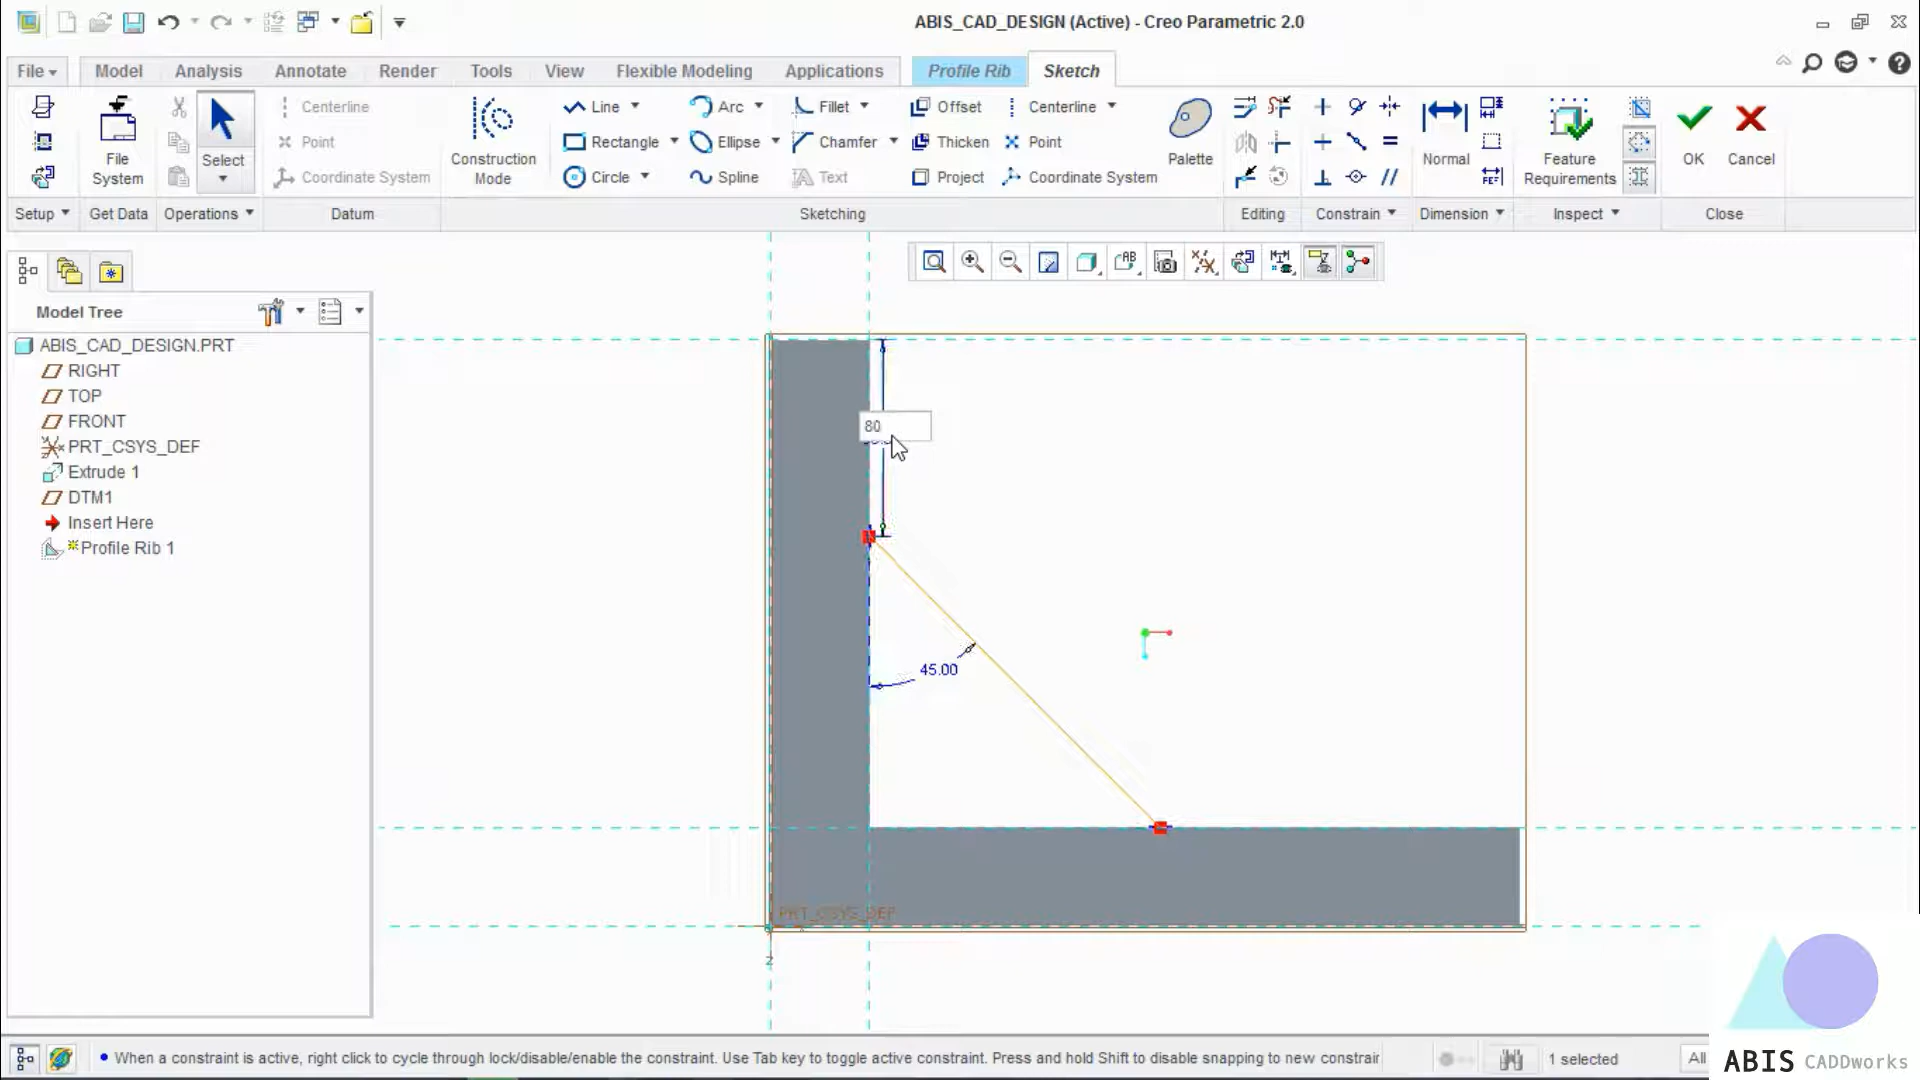 ABIS_CAD_DESIGN (Active) - Creo Parametric 2.0
File Model Analysis Annotate Render Tools View Flexible Modeling Applications Profile Rib Sketch
Centerline Line Arc Fillet Offset Centerline
Point Rectangle Ellipse Chamfer Thicken Point
File System Select Construction Mode Palette Normal Feature Requirements OK Cancel
Coordinate System Circle Spline Text Project Coordinate System
Setup Get Data Operations Datum Sketching Editing Constrain Dimension Inspect Close
Model Tree
ABIS_CAD_DESIGN.PRT
RIGHT
TOP
FRONT
PRT_CSYS_DEF
Extrude 1
DTM1
Insert Here
Profile Rib 1
80
45.00
PRT_CSYS_DEF
Z
When a constraint is active, right click to cycle through lock/disable/enable the constraint. Use Tab key to toggle active constraint. Press and hold Shift to disable snapping to new constrair
1 selected
All
ABIS CADDworks